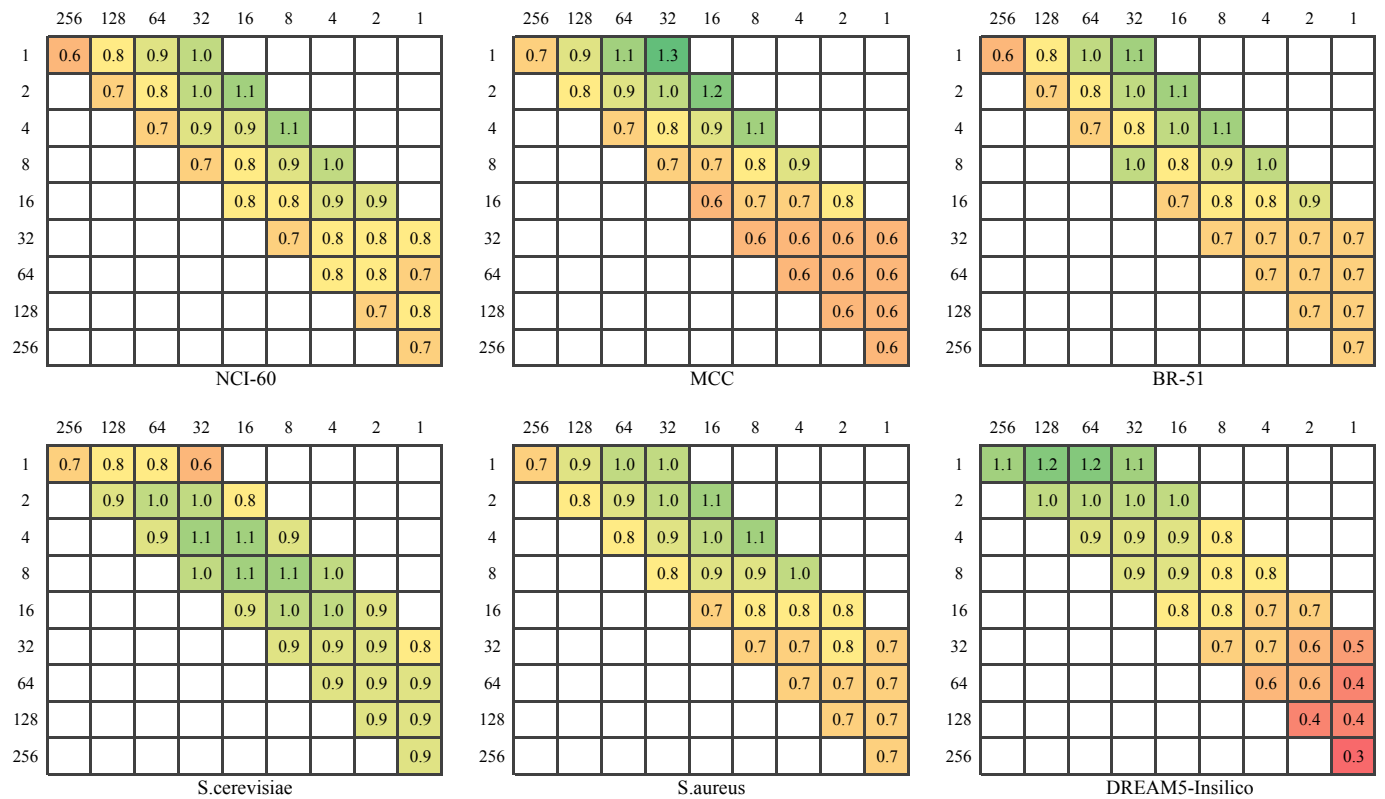 256 128 64 32 16 8 4 2 1
1 0.6 0.8 0.9 1.0
2 0.7 0.8 1.0 1.1
4 0.7 0.9 0.9 1.1
8 0.7 0.8 0.9 1.0
16 0.8 0.8 0.9 0.9
32 0.7 0.8 0.8 0.8
64 0.8 0.8 0.7
128 0.7 0.8
256 0.7
NCI-60
256 128 64 32 16 8 4 2 1
1 0.7 0.9 1.1 1.3
2 0.8 0.9 1.0 1.2
4 0.7 0.8 0.9 1.1
8 0.7 0.7 0.8 0.9
16 0.6 0.7 0.7 0.8
32 0.6 0.6 0.6 0.6
64 0.6 0.6 0.6
128 0.6 0.6
256 0.6
MCC
256 128 64 32 16 8 4 2 1
1 0.6 0.8 1.0 1.1
2 0.7 0.8 1.0 1.1
4 0.7 0.8 1.0 1.1
8 1.0 0.8 0.9 1.0
16 0.7 0.8 0.8 0.9
32 0.7 0.7 0.7 0.7
64 0.7 0.7 0.7
128 0.7 0.7
256 0.7
BR-51
256 128 64 32 16 8 4 2 1
1 0.7 0.8 0.8 0.6
2 0.9 1.0 1.0 0.8
4 0.9 1.1 1.1 0.9
8 1.0 1.1 1.1 1.0
16 0.9 1.0 1.0 0.9
32 0.9 0.9 0.9 0.8
64 0.9 0.9 0.9
128 0.9 0.9
256 0.9
S.cerevisiae
256 128 64 32 16 8 4 2 1
1 0.7 0.9 1.0 1.0
2 0.8 0.9 1.0 1.1
4 0.8 0.9 1.0 1.1
8 0.8 0.9 0.9 1.0
16 0.7 0.8 0.8 0.8
32 0.7 0.7 0.8 0.7
64 0.7 0.7 0.7
128 0.7 0.7
256 0.7
S.aureus
256 128 64 32 16 8 4 2 1
1 1.1 1.2 1.2 1.1
2 1.0 1.0 1.0 1.0
4 0.9 0.9 0.9 0.8
8 0.9 0.9 0.8 0.8
16 0.8 0.8 0.7 0.7
32 0.7 0.7 0.6 0.5
64 0.6 0.6 0.4
128 0.4 0.4
256 0.3
DREAM5-Insilico